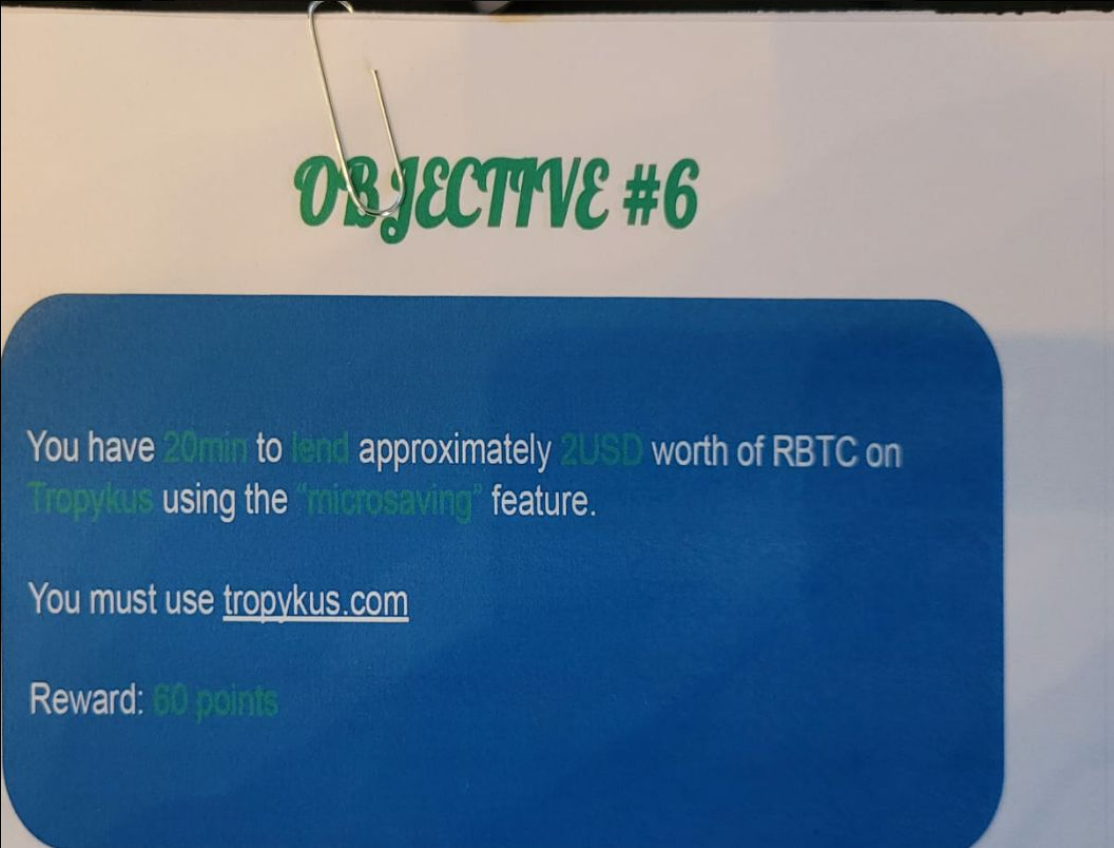 OBJECTIVE #6
You have 20min to lend approximately 2USD worth of RBTC on
Tropykus using the “microsaving” feature.
You must use tropykus.com
Reward: 60 points